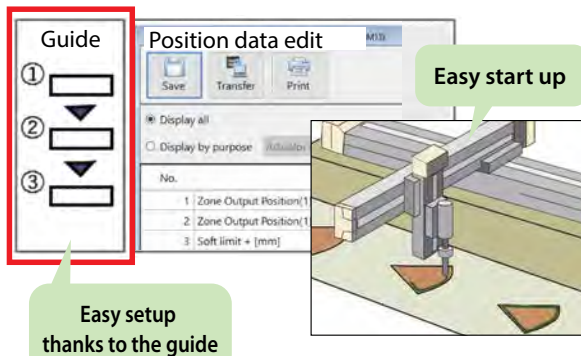 Guide
①
②
③
Position data edit
Save
Transfer
Print
Display all
Display by purpose
No.
1 Zone Output Position(1)
2 Zone Output Position(1)
3 Soft limit + [mm]
Easy start up
Easy setup
thanks to the guide